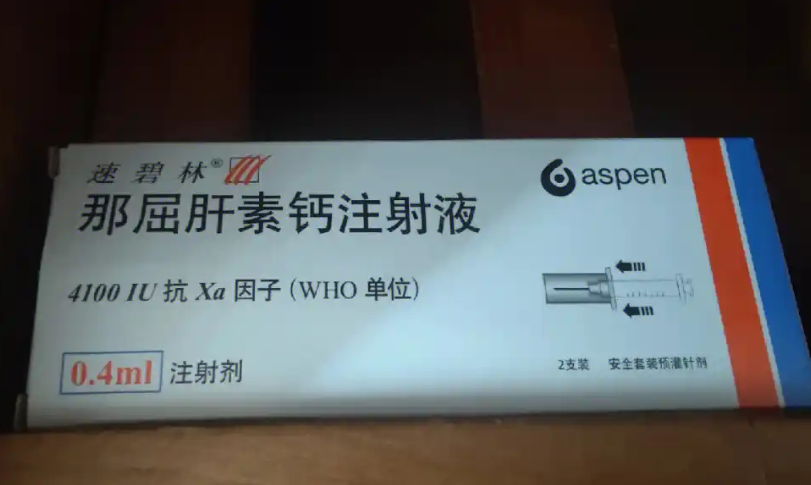 速碧林®
aspen
那屈肝素钙注射液
4100 IU 抗 Xa 因子(WHO 单位)
0.4ml 注射剂
2支装 安全套装预灌针剂